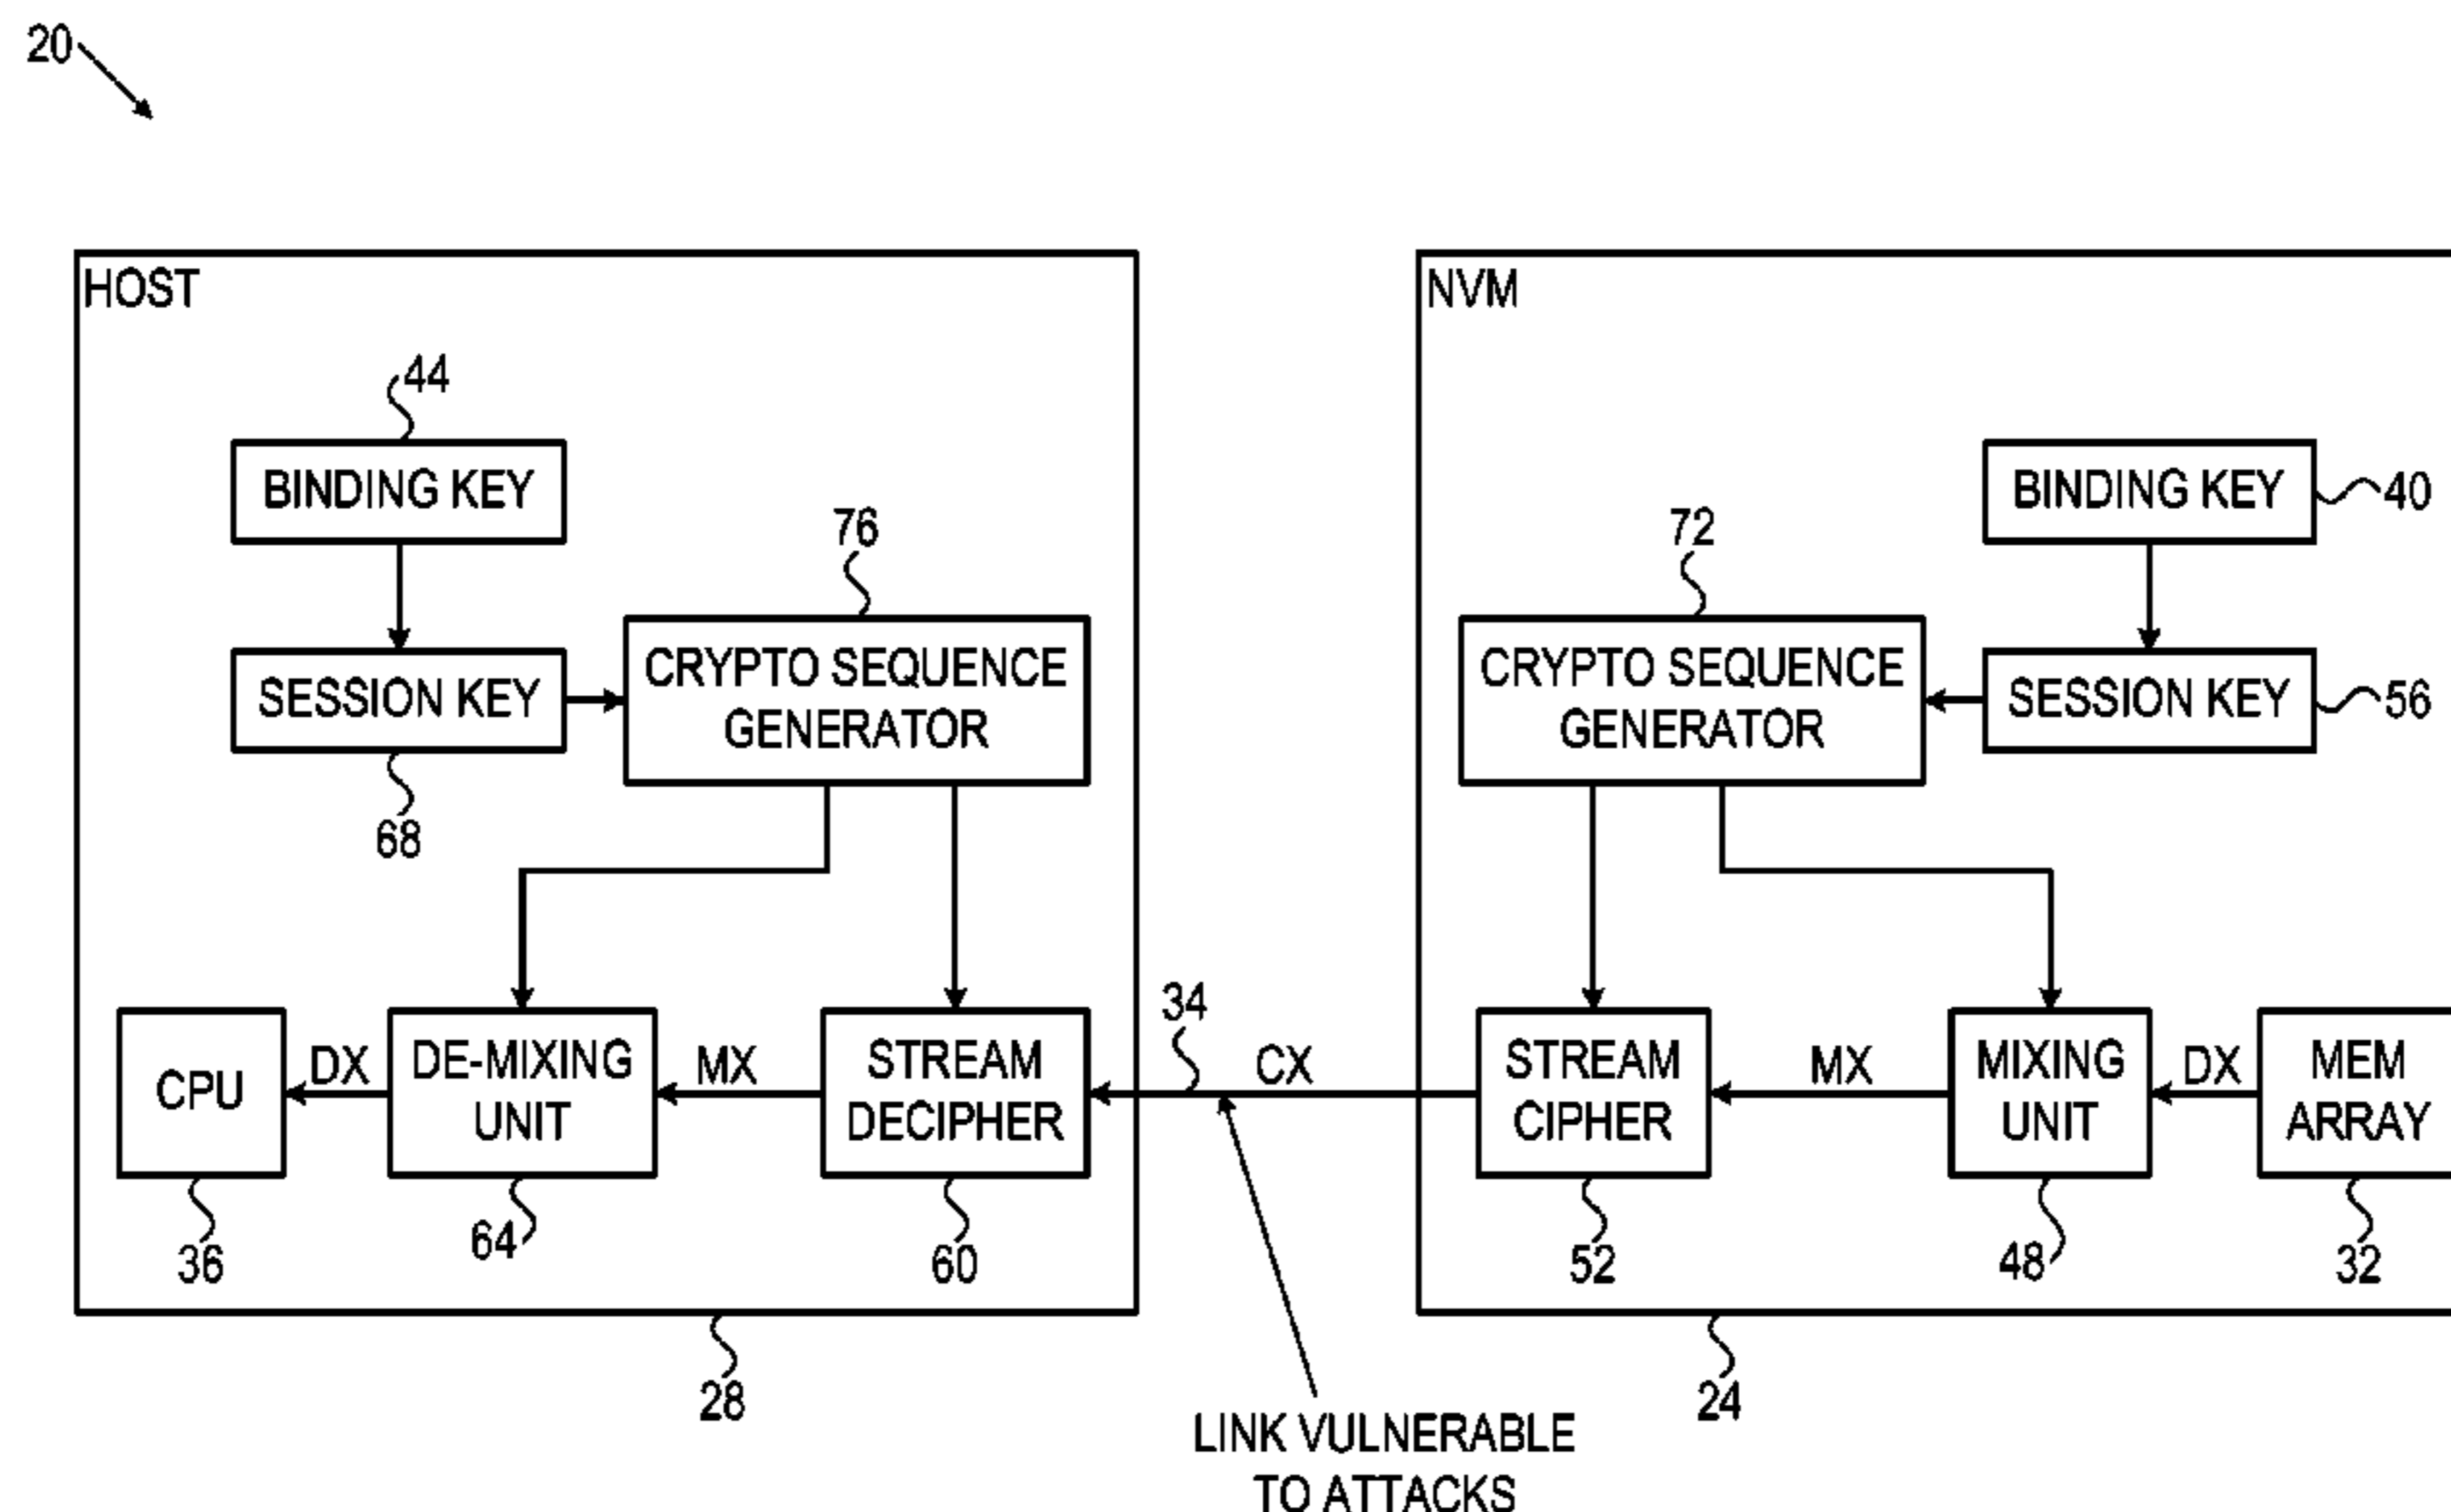 20
HOST
NVM
44
BINDING KEY
BINDING KEY
40
76
72
CRYPTO SEQUENCE
GENERATOR
CRYPTO SEQUENCE
GENERATOR
SESSION KEY
SESSION KEY
56
68
34
CPU
DX
DE-MIXING
UNIT
MX
STREAM
DECIPHER
CX
STREAM
CIPHER
MX
MIXING
UNIT
DX
MEM
ARRAY
36
64
60
52
48
32
28
24
LINK VULNERABLE
TO ATTACKS